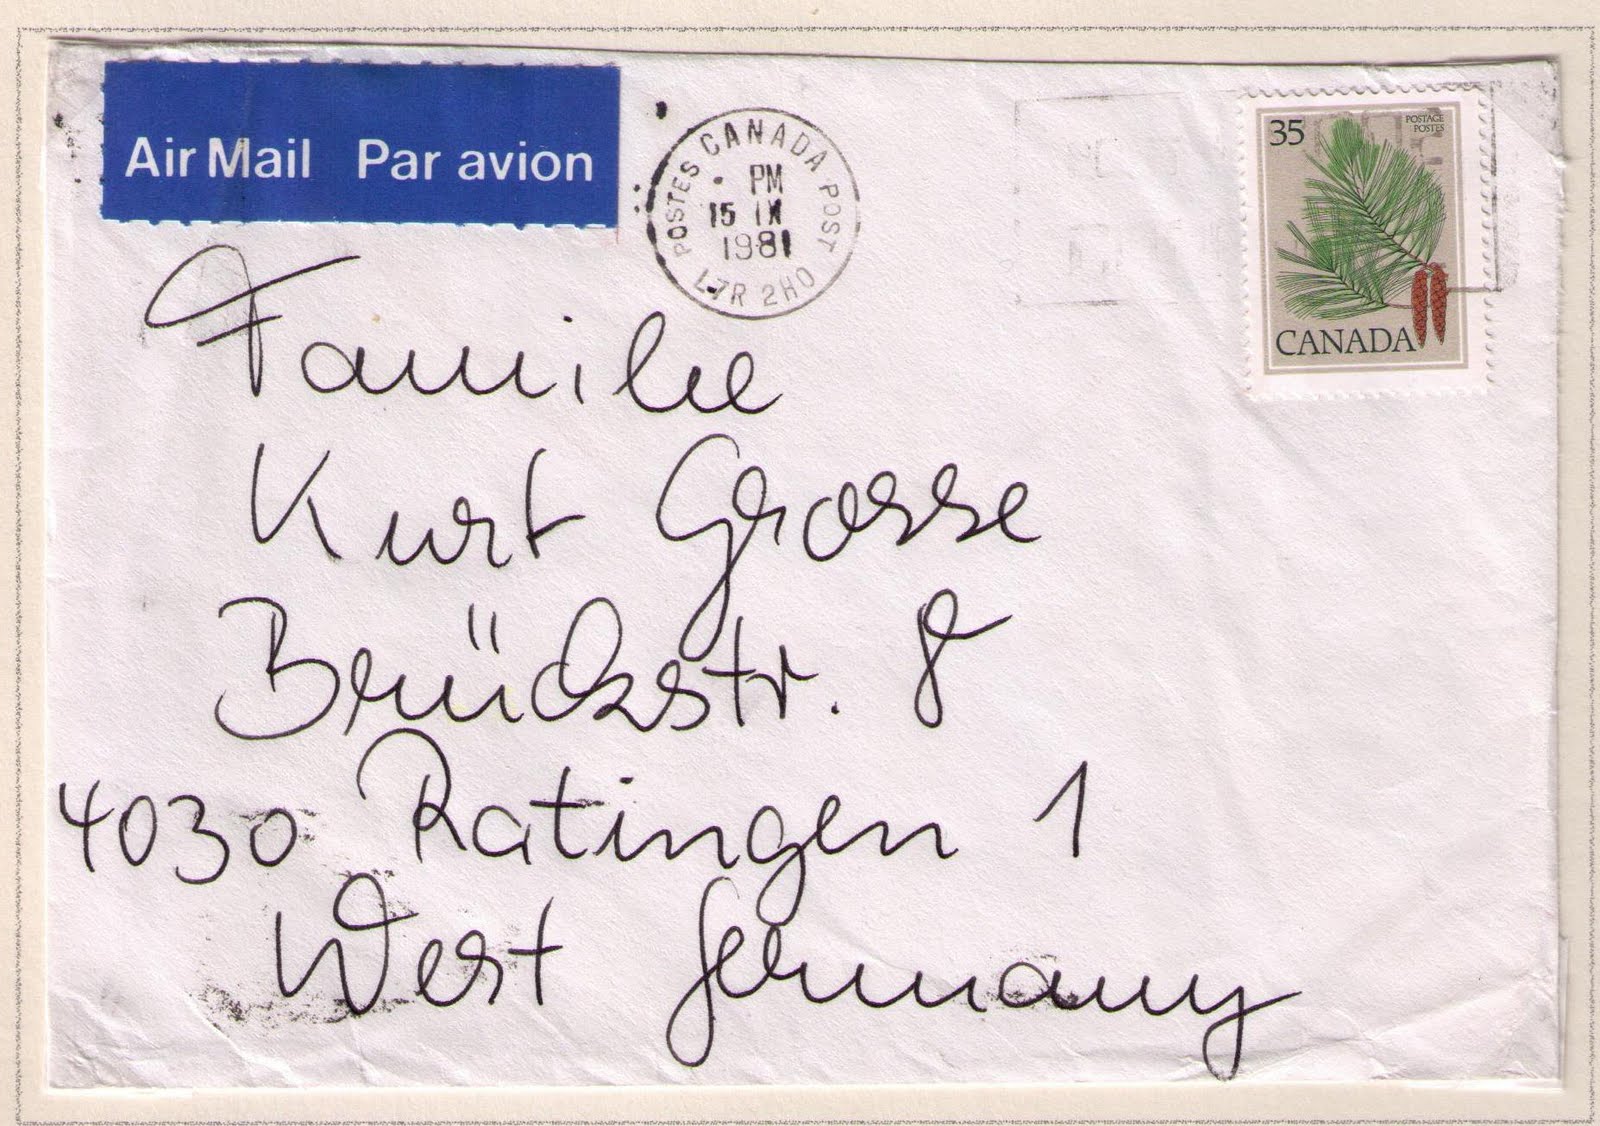 Air Mail Par avion
POSTES CANADA POST
PM
15 IX
1981
L7R 2H0
35
POSTAGE
POSTES
CANADA
Familie
Kurt Grosse
Brückstr. 8
4030 Ratingen 1
West Germany